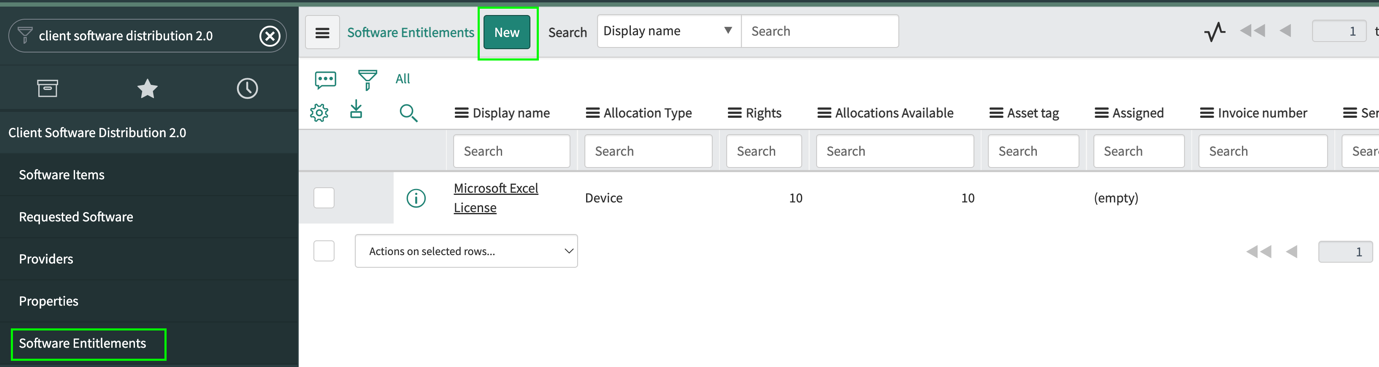 client software distribution 2.0
Software Entitlements New Search Display name Search 1 t
All
Display name Allocation Type Rights Allocations Available Asset tag Assigned Invoice number Ser
Search Search Search Search Search Search Search Sear
Microsoft Excel License Device 10 10 (empty)
Actions on selected rows... 1
Client Software Distribution 2.0
Software Items
Requested Software
Providers
Properties
Software Entitlements